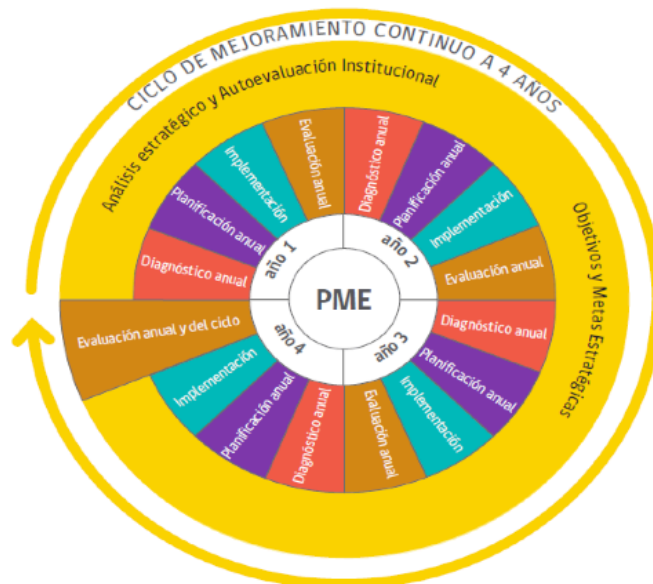 CICLO DE MEJORAMIENTO CONTINUO A 4 AÑOS
Análisis estratégico y Autoevaluación Institucional
Objetivos y Metas Estratégicas
PME
año 1
Diagnóstico anual
Planificación anual
Implementación
Evaluación anual
año 2
Diagnóstico anual
Planificación anual
Implementación
Evaluación anual
año 3
Diagnóstico anual
Planificación anual
Implementación
Evaluación anual
año 4
Diagnóstico anual
Planificación anual
Implementación
Evaluación anual y del ciclo